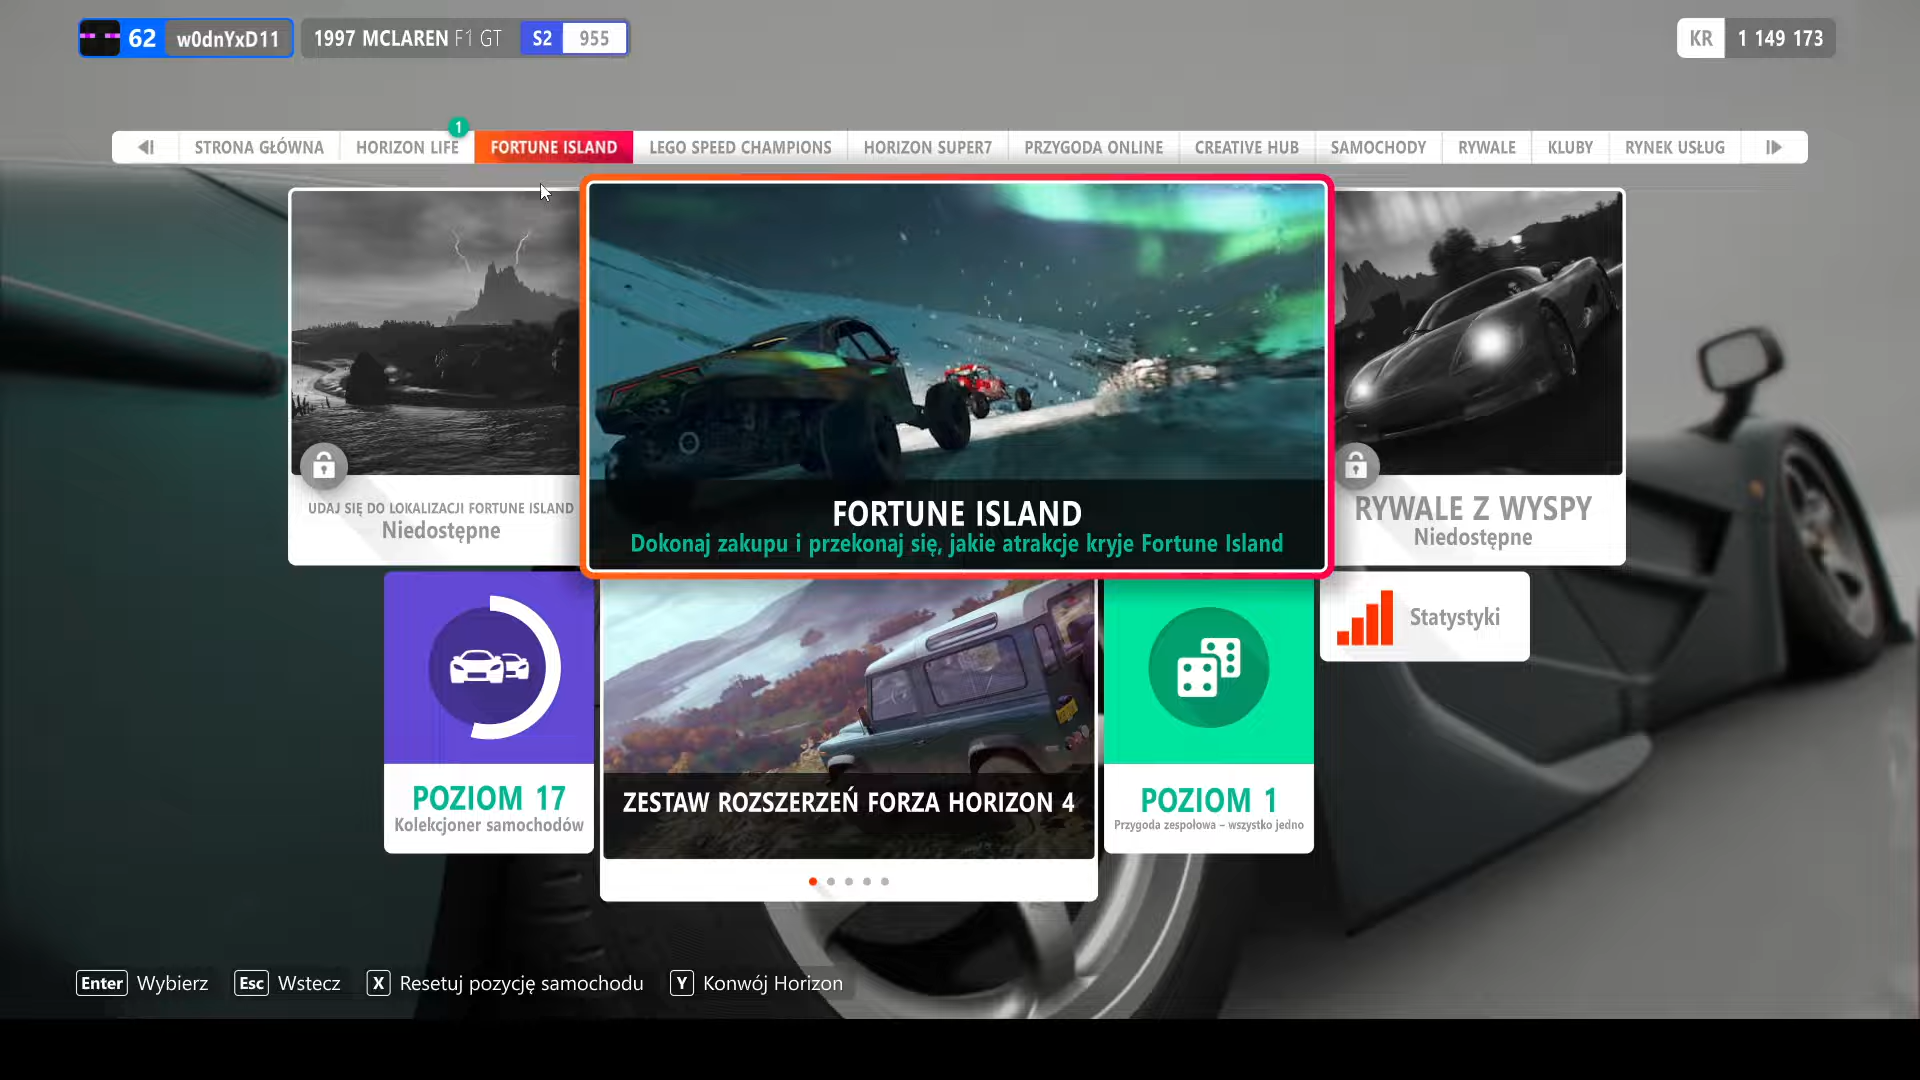 62 w0dnYxD11 1997 MCLAREN F1 GT S2 955 KR 1 149 173
1
STRONA GŁÓWNA HORIZON LIFE FORTUNE ISLAND LEGO SPEED CHAMPIONS HORIZON SUPER7 PRZYGODA ONLINE CREATIVE HUB SAMOCHODY RYWALE KLUBY RYNEK USŁUG
UDAJ SIĘ DO LOKALIZACJI FORTUNE ISLAND
Niedostępne
FORTUNE ISLAND
Dokonaj zakupu i przekonaj się, jakie atrakcje kryje Fortune Island
RYWALE Z WYSPY
Niedostępne
POZIOM 17
Kolekcjoner samochodów
ZESTAW ROZSZERZEŃ FORZA HORIZON 4
POZIOM 1
Przygoda zespołowa – wszystko jedno
Statystyki
Enter Wybierz Esc Wstecz X Resetuj pozycję samochodu Y Konwój Horizon